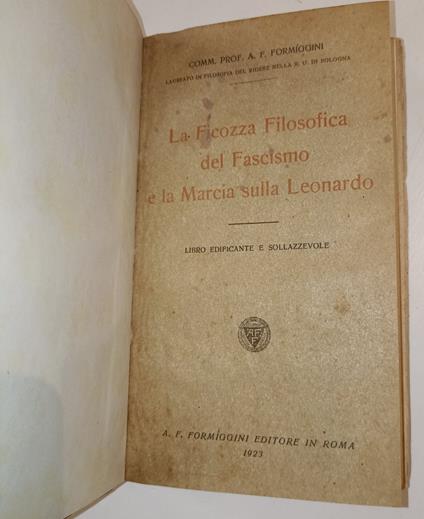 COMM. PROF. A. F. FORMÍGGINI
LAUREATO IN FILOSOFIA DEL RIDERE NELLA R. U. DI BOLOGNA
La Ficozza Filosofica
del Fascismo
e la Marcia sulla Leonardo
LIBRO EDIFICANTE E SOLLAZZEVOLE
A F
F
A. F. FORMÍGGINI EDITORE IN ROMA
1923